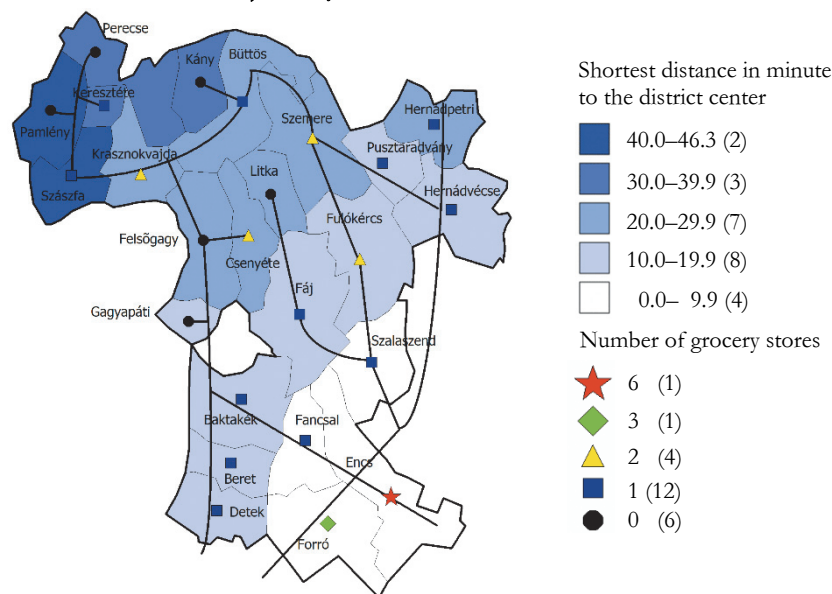 Perecse
Kány
Büttös
Keresztéte
Hernádpetri
Szemere
Pamlény
Pusztaradvány
Krasznokvajda
Litka
Szászfa
Hernádvécse
Fulókércs
Felsőgagy
Csenyéte
Fáj
Gagyapáti
Szalaszend
Baktakék
Fancsal
Encs
Beret
Detek
Forró
Shortest distance in minute
to the district center
40.0–46.3 (2)
30.0–39.9 (3)
20.0–29.9 (7)
10.0–19.9 (8)
0.0– 9.9 (4)
Number of grocery stores
6 (1)
3 (1)
2 (4)
1 (12)
0 (6)